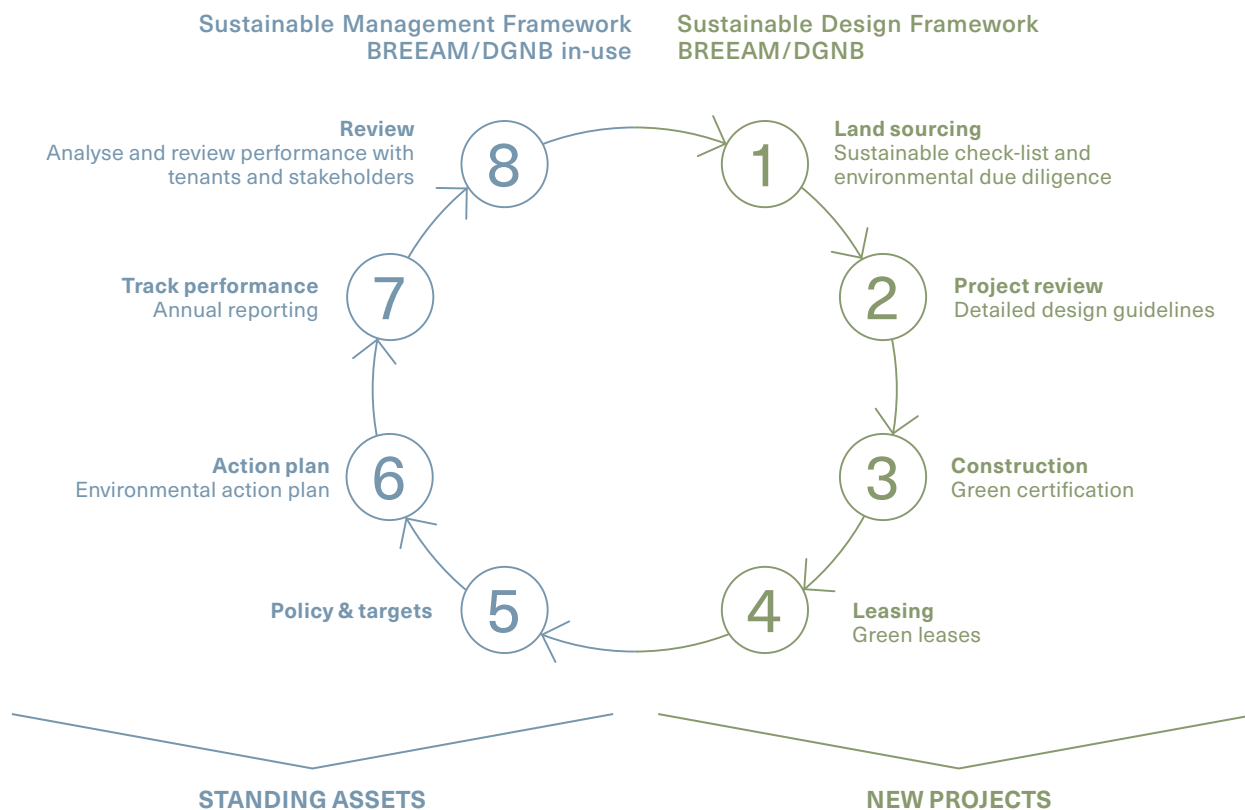 Sustainable Management Framework
BREEAM/DGNB in-use
Sustainable Design Framework
BREEAM/DGNB
1
Land sourcing
Sustainable check-list and
environmental due diligence
2
Project review
Detailed design guidelines
3
Construction
Green certification
4
Leasing
Green leases
5
Policy & targets
6
Action plan
Environmental action plan
7
Track performance
Annual reporting
8
Review
Analyse and review performance with
tenants and stakeholders
STANDING ASSETS
NEW PROJECTS